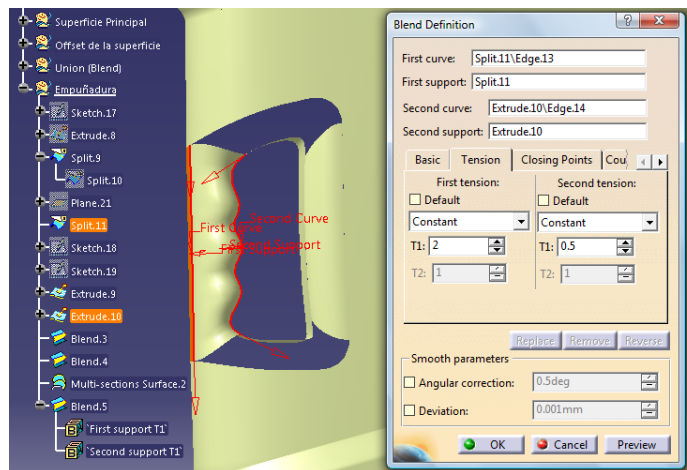 Superficie Principal
Offset de la superficie
Union (Blend)
Empuñadura
Sketch.17
Extrude.8
Split.9
Split.10
Plane.21
Split.11
Sketch.18
Sketch.19
Extrude.9
Extrude.10
Blend.3
Blend.4
Multi-sections Surface.2
Blend.5
`First support T1`
`Second support T1`
First Curve
Second Curve
Second Support
First Support
Blend Definition
First curve: Split.11\Edge.13
First support: Split.11
Second curve: Extrude.10\Edge.14
Second support: Extrude.10
Basic Tension Closing Points Cou
First tension: Second tension:
Default Default
Constant Constant
T1: 2 T1: 0.5
T2: 1 T2: 1
Replace Remove Reverse
Smooth parameters
Angular correction: 0.5deg
Deviation: 0.001mm
OK Cancel Preview